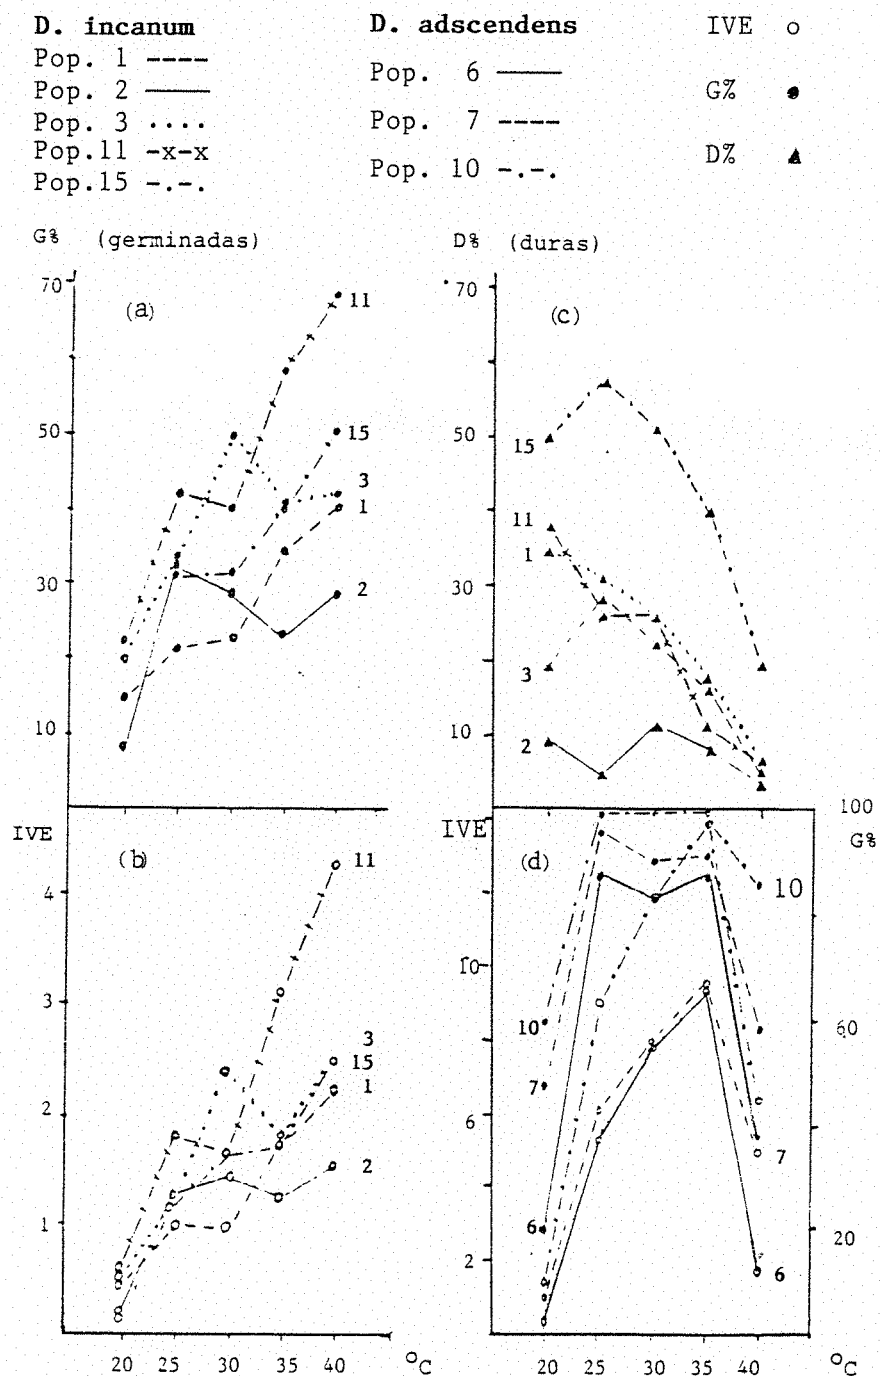 D. incanum
Pop. 1 ----
Pop. 2 ——
Pop. 3 ....
Pop.11 -x-x
Pop.15 -.-.
D. adscendens
Pop. 6 ——
Pop. 7 ----
Pop. 10 -.-.
IVE o
G% ●
D% ▲
G% (germinadas)
70
50
30
10
(a)
11
15
3
1
2
D% (duras)
70
50
30
10
(c)
15
11
1
3
2
IVE
4
3
2
1
(b)
11
3
15
1
2
20 25 30 35 40 ºC
IVE
10
6
2
(d)
10
7
6
10
7
6
100
G%
60
20
20 25 30 35 40 ºC